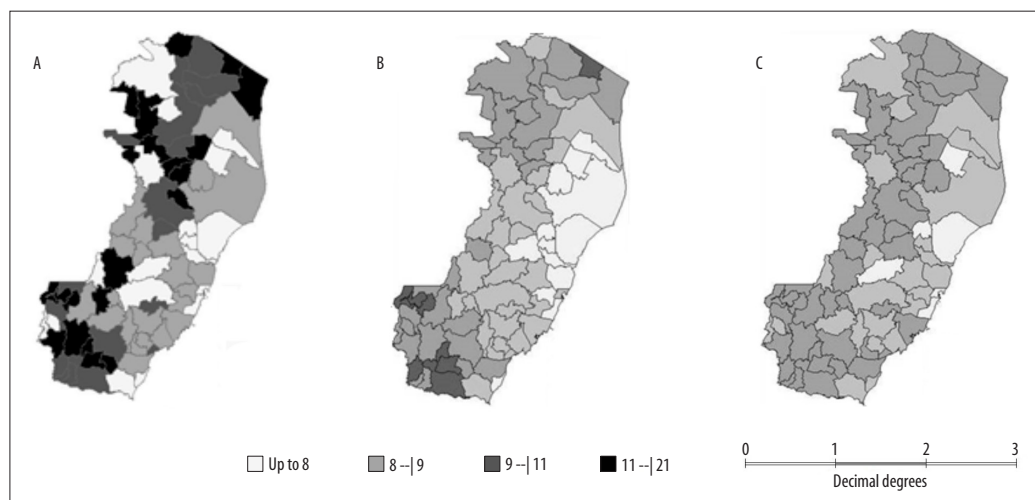 A
B
C
Up to 8
8 --| 9
9 --| 11
11 --| 21
0 1 2 3
Decimal degrees